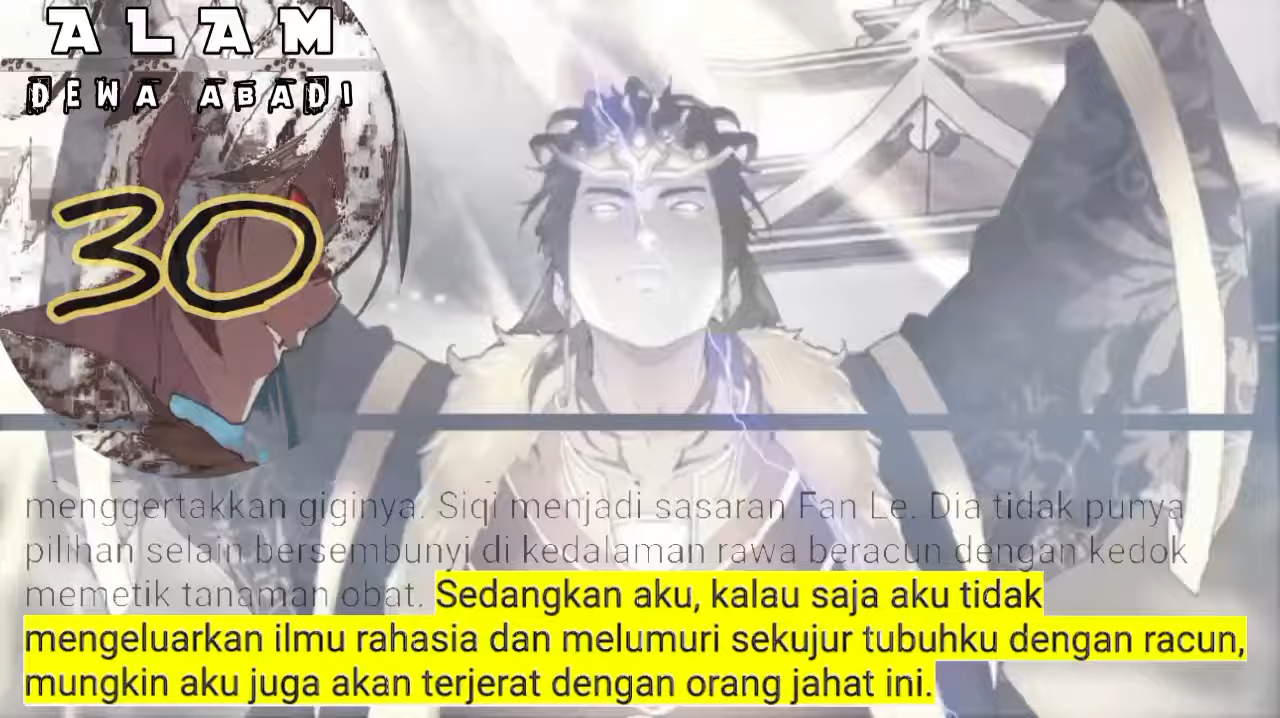 ALAM
DEWA ABADI
30
menggertakkan giginya. Siqi menjadi sasaran Fan Le. Dia tidak punya
pilihan selain bersembunyi di kedalaman rawa beracun dengan kedok
memetik tanaman obat. Sedangkan aku, kalau saja aku tidak
mengeluarkan ilmu rahasia dan melumuri sekujur tubuhku dengan racun,
mungkin aku juga akan terjerat dengan orang jahat ini.